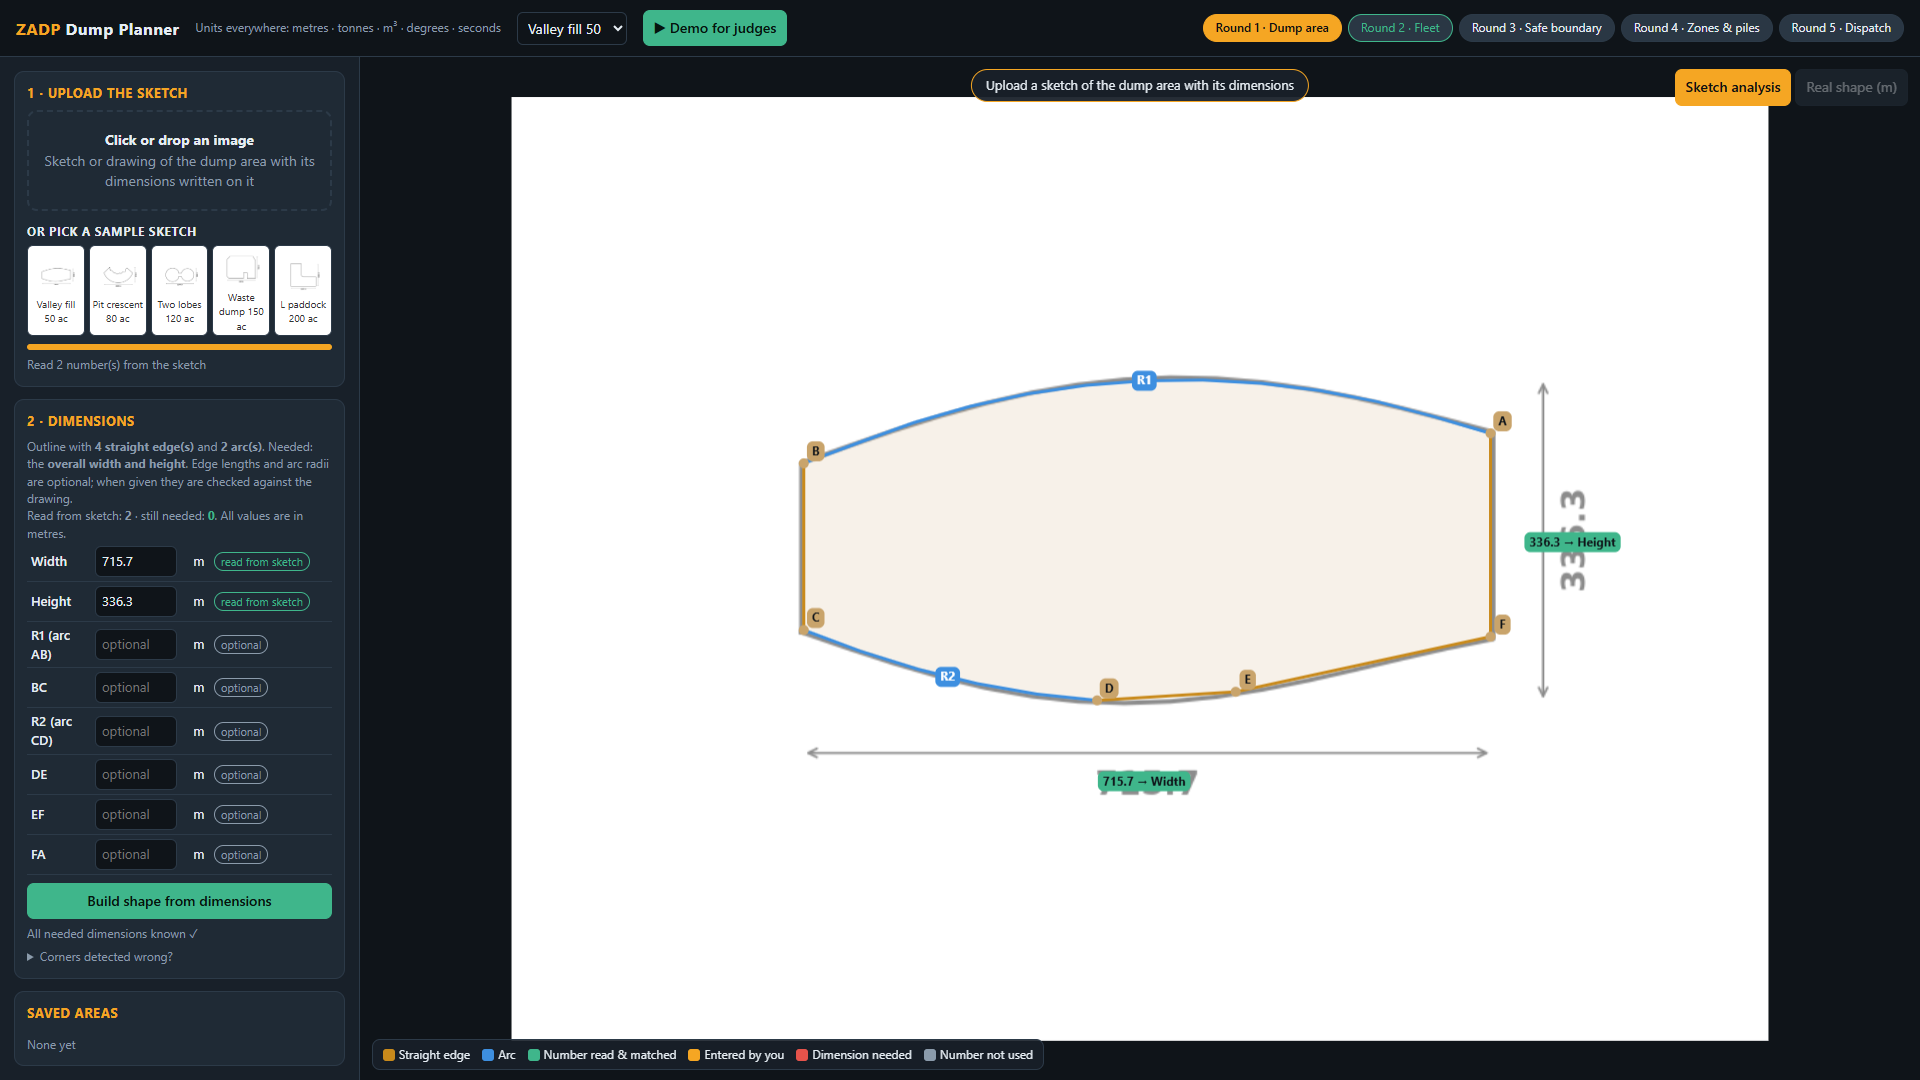 ZADP Dump Planner
Units everywhere: metres · tonnes · m³ · degrees · seconds
Valley fill 50
▶ Demo for judges
Round 1 · Dump area
Round 2 · Fleet
Round 3 · Safe boundary
Round 4 · Zones & piles
Round 5 · Dispatch
1 · UPLOAD THE SKETCH
Click or drop an image
Sketch or drawing of the dump area with its
dimensions written on it
OR PICK A SAMPLE SKETCH
Valley fill
50 ac
Pit crescent
80 ac
Two lobes
120 ac
Waste
dump 150
ac
L paddock
200 ac
Read 2 number(s) from the sketch
2 · DIMENSIONS
Outline with 4 straight edge(s) and 2 arc(s). Needed:
the overall width and height. Edge lengths and arc radii
are optional; when given they are checked against the
drawing.
Read from sketch: 2 · still needed: 0. All values are in
metres.
Width 715.7 m read from sketch
Height 336.3 m read from sketch
R1 (arc
AB) optional m optional
BC optional m optional
R2 (arc
CD) optional m optional
DE optional m optional
EF optional m optional
FA optional m optional
Build shape from dimensions
All needed dimensions known ✓
▶ Corners detected wrong?
SAVED AREAS
None yet
Upload a sketch of the dump area with its dimensions
Sketch analysis
Real shape (m)
R1
A
B
336.3
336.3 → Height
C
F
R2
D
E
715.7 → Width
Straight edge
Arc
Number read & matched
Entered by you
Dimension needed
Number not used